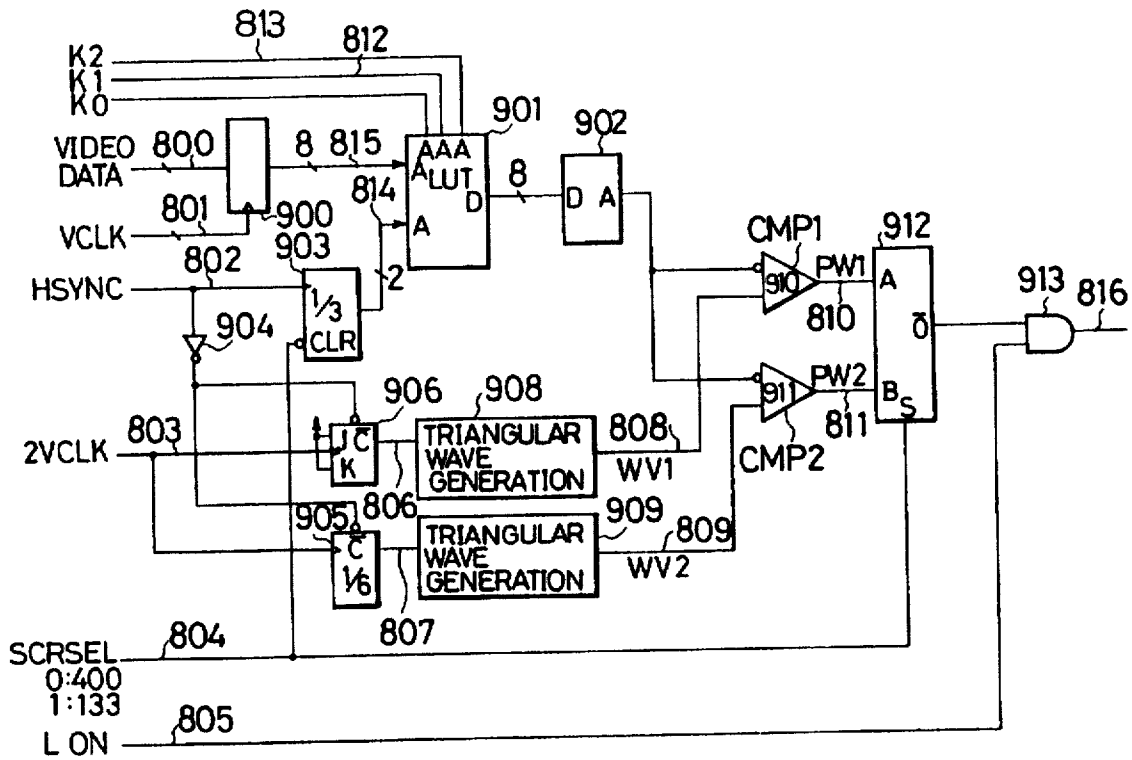 813
812
K2
K1
K0
901
902
VIDEO
DATA
800
8
815
AAA
A
LUT
D
8
D A
814
VCLK
801
900
A
CMP1
912
903
HSYNC
802
1/3
CLR
2
910
PW1
810
A
913
816
O
904
911
PW2
811
B
S
CMP2
906
908
2VCLK
803
J
C
K
806
TRIANGULAR
WAVE
GENERATION
808
WV1
905
C
1/6
807
909
TRIANGULAR
WAVE
GENERATION
809
WV2
SCRSEL
804
0:400
1:133
L ON
805